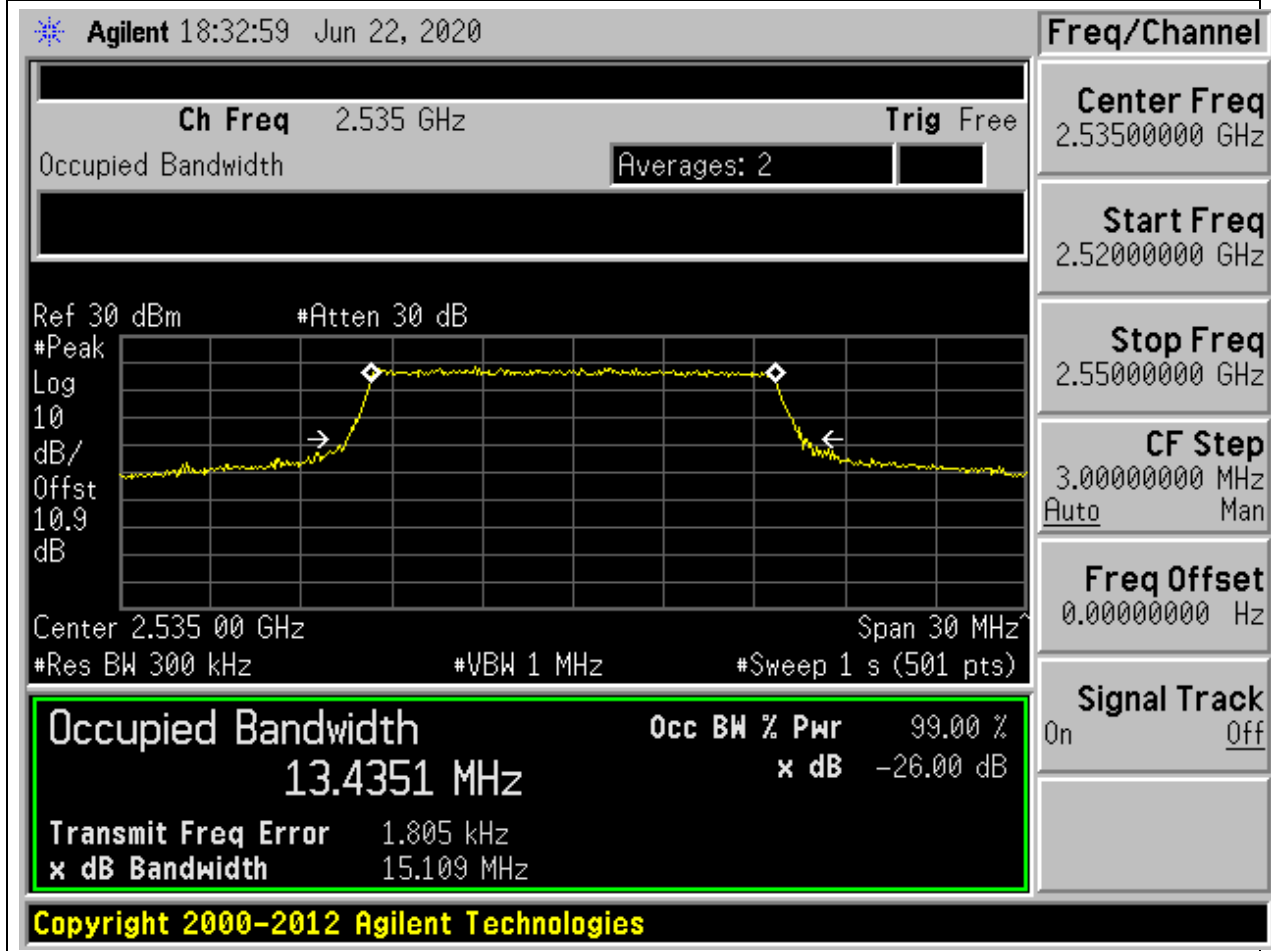 Agilent 18:32:59 Jun 22, 2020
Ch Freq 2.535 GHz Trig Free
Occupied Bandwidth Averages: 2
Ref 30 dBm #Atten 30 dB
#Peak
Log
10
dB/
Offst
10.9
dB
Center 2.535 00 GHz Span 30 MHz^
#Res BW 300 kHz #VBW 1 MHz #Sweep 1 s (501 pts)
Occupied Bandwidth Occ BW % Pwr 99.00 %
13.4351 MHz x dB -26.00 dB
Transmit Freq Error 1.805 kHz
x dB Bandwidth 15.109 MHz
Copyright 2000-2012 Agilent Technologies
Freq/Channel
Center Freq
2.53500000 GHz
Start Freq
2.52000000 GHz
Stop Freq
2.55000000 GHz
CF Step
3.00000000 MHz
Auto Man
Freq Offset
0.00000000 Hz
Signal Track
On Off